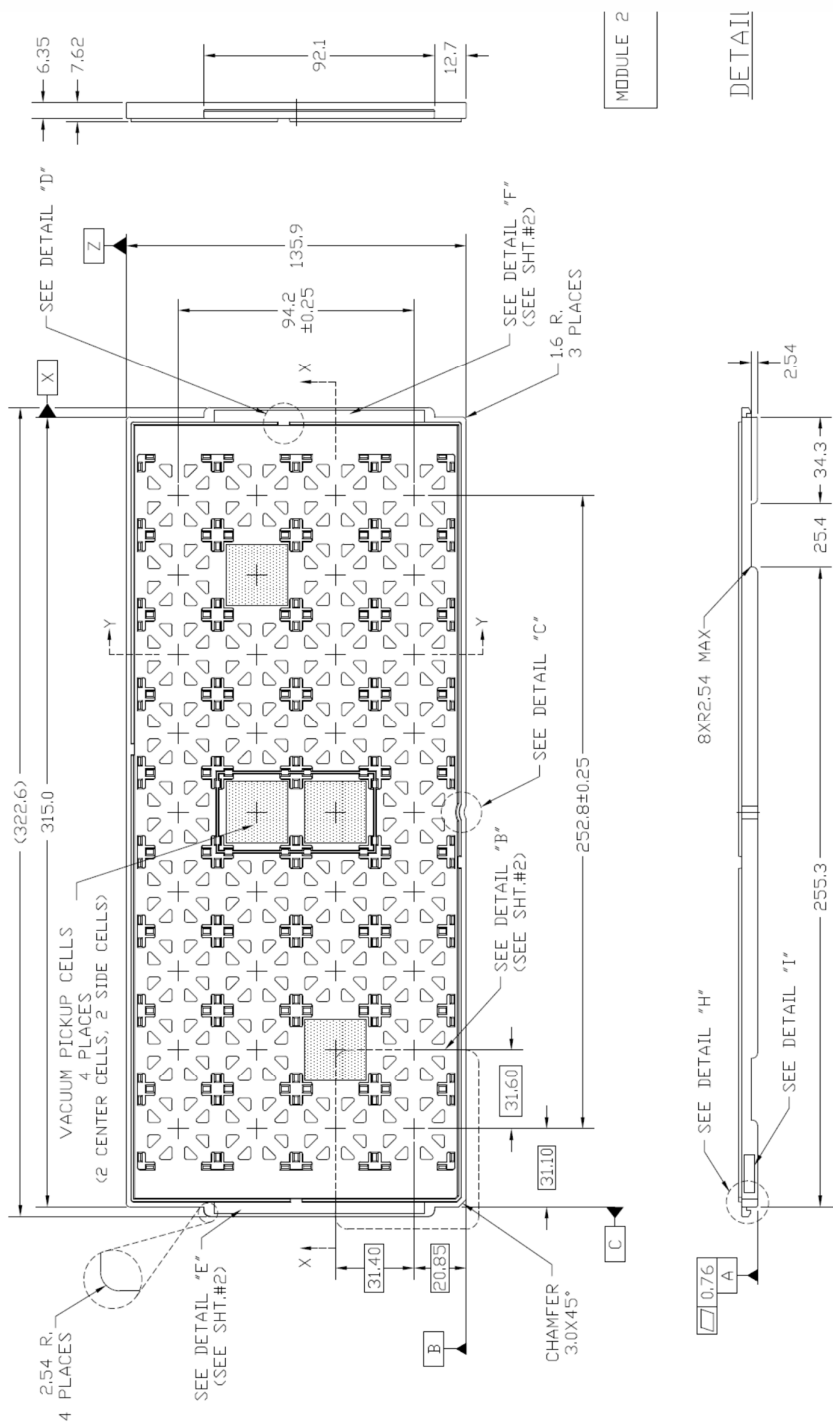 6.35
7.62
92.1
12.7
MODULE 2
DETAIL
SEE DETAIL "D"
Z
135.9
94.2
±0.25
SEE DETAIL "F"
(SEE SHT.#2)
1.6 R.
3 PLACES
X
X
(322.6)
315.0
Y
Y
VACUUM PICKUP CELLS
4 PLACES
(2 CENTER CELLS, 2 SIDE CELLS)
SEE DETAIL "C"
252.8±0.25
SEE DETAIL "B"
(SEE SHT.#2)
31.60
31.10
C
2.54 R.
4 PLACES
SEE DETAIL "E"
(SEE SHT.#2)
X
31.40
20.85
B
CHAMFER
3.0X45°
2.54
34.3
25.4
8XR2.54 MAX
255.3
SEE DETAIL "H"
SEE DETAIL "I"
0.76
A